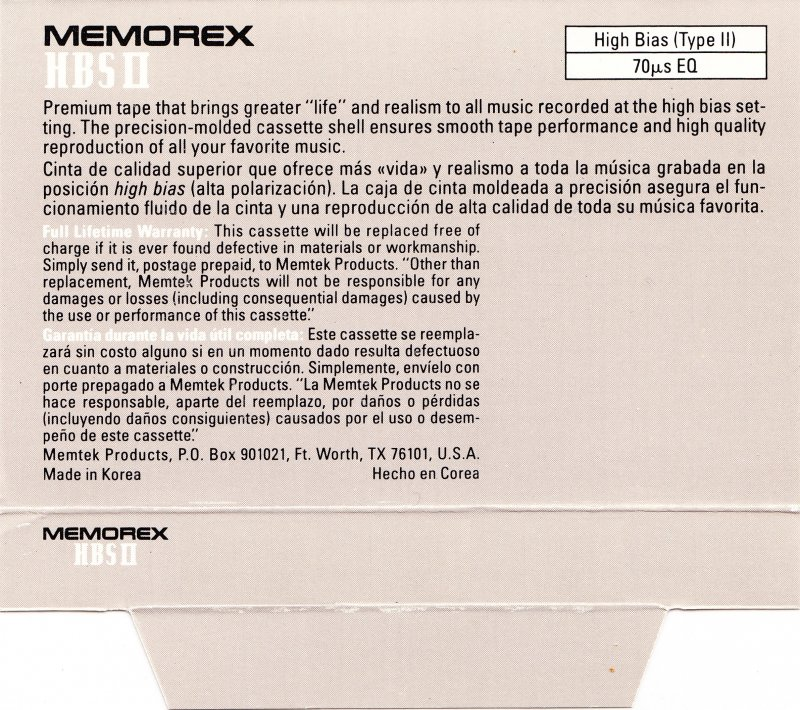 MEMOREX
HBS II
High Bias (Type II)
70µs EQ
Premium tape that brings greater "life" and realism to all music recorded at the high bias set-
ting. The precision-molded cassette shell ensures smooth tape performance and high quality
reproduction of all your favorite music.
Cinta de calidad superior que ofrece más «vida» y realismo a toda la música grabada en la
posición high bias (alta polarización). La caja de cinta moldeada a precisión asegura el fun-
cionamiento fluido de la cinta y una reproducción de alta calidad de toda su música favorita.
Full Lifetime Warranty: This cassette will be replaced free of
charge if it is ever found defective in materials or workmanship.
Simply send it, postage prepaid, to Memtek Products. "Other than
replacement, Memtek Products will not be responsible for any
damages or losses (including consequential damages) caused by
the use or performance of this cassette."
Garantía durante la vida útil completa: Este cassette se reempla-
zará sin costo alguno si en un momento dado resulta defectuoso
en cuanto a materiales o construcción. Simplemente, envíelo con
porte prepagado a Memtek Products. "La Memtek Products no se
hace responsable, aparte del reemplazo, por daños o pérdidas
(incluyendo daños consiguientes) causados por el uso o desem-
peño de este cassette."
Memtek Products, P.O. Box 901021, Ft. Worth, TX 76101, U.S.A.
Made in Korea Hecho en Corea
MEMOREX
HBS II